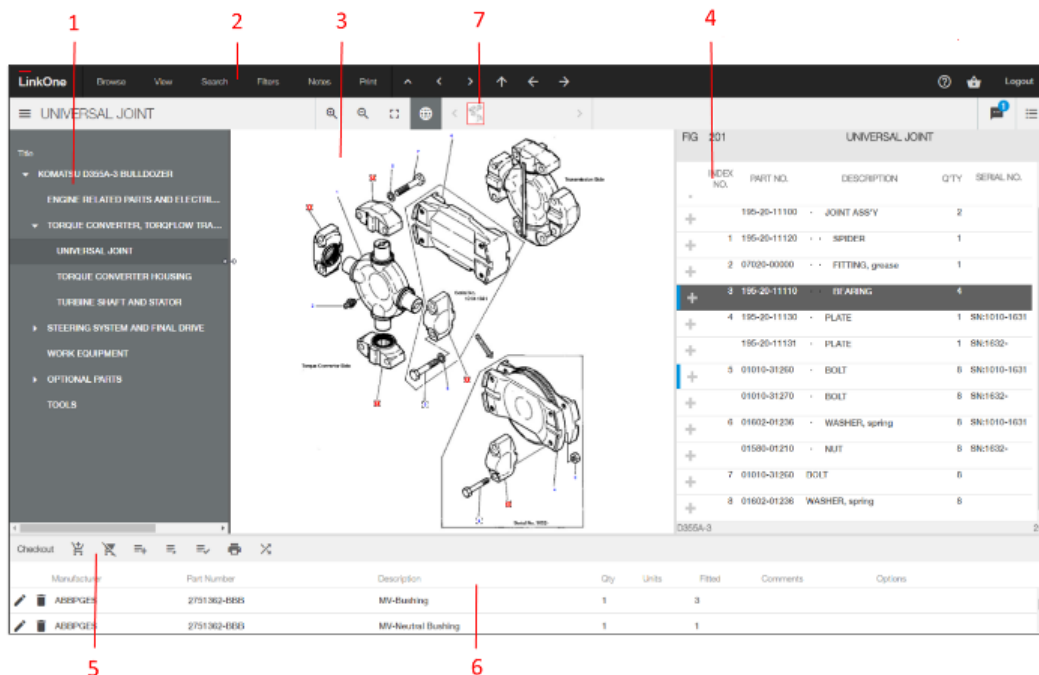 1 2 3 7 4
LinkOne Browse View Search Filters Notes Print Logout
UNIVERSAL JOINT
1
Title
KOMATSU D355A-3 BULLDOZER
ENGINE RELATED PARTS AND ELECTRI...
TORQUE CONVERTER, TORQFLOW TRA...
UNIVERSAL JOINT
TORQUE CONVERTER HOUSING
TURBINE SHAFT AND STATOR
STEERING SYSTEM AND FINAL DRIVE
WORK EQUIPMENT
OPTIONAL PARTS
TOOLS
Transmission Side
Torque Converter Side
FIG 201 UNIVERSAL JOINT
INDEX NO. PART NO. DESCRIPTION Q'TY SERIAL NO.
195-20-11100 · JOINT ASS'Y 2
1 195-20-11120 · · SPIDER 1
2 07020-00000 · · FITTING, grease 1
3 195-20-11110 · · BEARING 4
4 195-20-11130 · PLATE 1 SN:1010-1631
195-20-11131 · PLATE 1 SN:1632-
5 01010-31260 · BOLT 8 SN:1010-1631
01010-31270 · BOLT 8 SN:1632-
6 01602-01236 · WASHER, spring 8 SN:1010-1631
01580-01210 · NUT 8 SN:1632-
7 01010-31260 BOLT 8
8 01602-01236 WASHER, spring 8
D355A-3
Checkout
Manufacturer Part Number Description Qty Units Fitted Comments Options
ABBPGES 2751362-BBB MV-Bushing 1 3
ABBPGES 2751362-BBB MV-Neutral Bushing 1 1
5 6